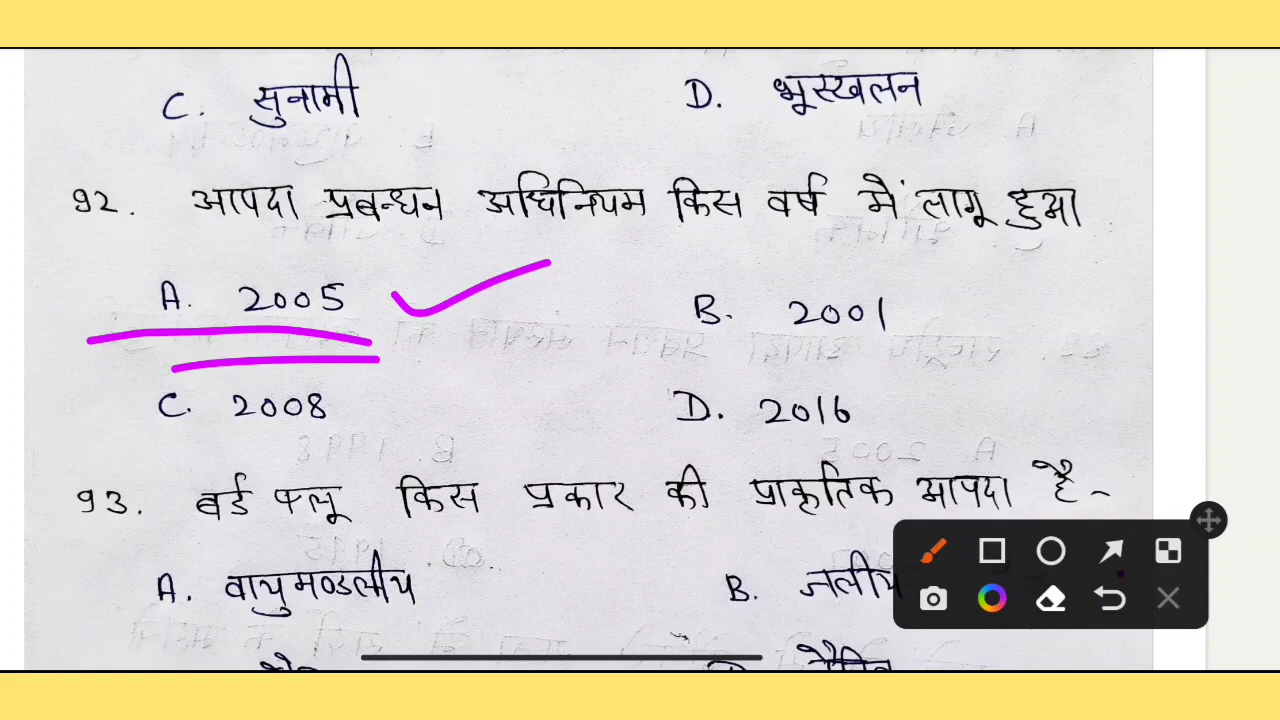 C. सुनामी D. भूस्खलन
92. आपदा प्रबन्धन अधिनियम किस वर्ष में लागू हुआ
A. 2005 B. 2001
C. 2008 D. 2016
93. बर्ड फ्लू किस प्रकार की प्राकृतिक आपदा है -
A. वायुमण्डलीय B. जलीय